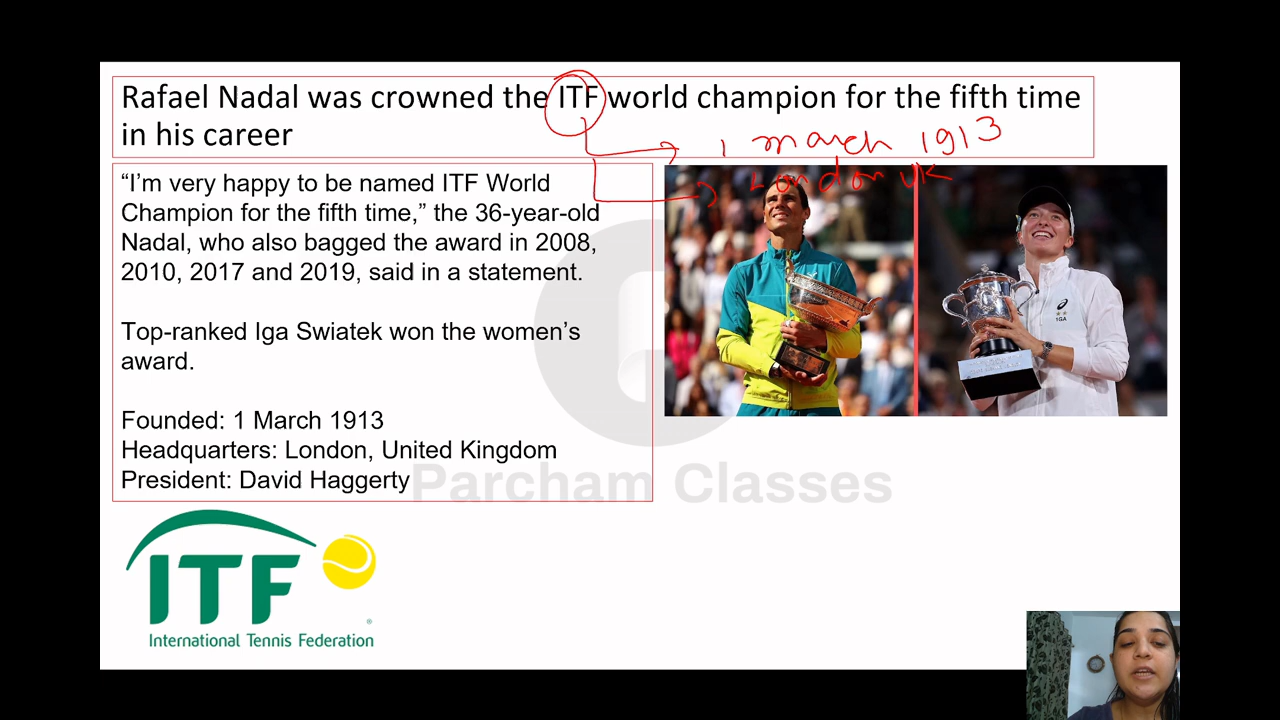 Rafael Nadal was crowned the ITF world champion for the fifth time
in his career
1 march 1913
London UK
“I’m very happy to be named ITF World
Champion for the fifth time,” the 36-year-old
Nadal, who also bagged the award in 2008,
2010, 2017 and 2019, said in a statement.
Top-ranked Iga Swiatek won the women’s
award.
Founded: 1 March 1913
Headquarters: London, United Kingdom
President: David Haggerty
Parcham Classes
IGA
ITF
International Tennis Federation